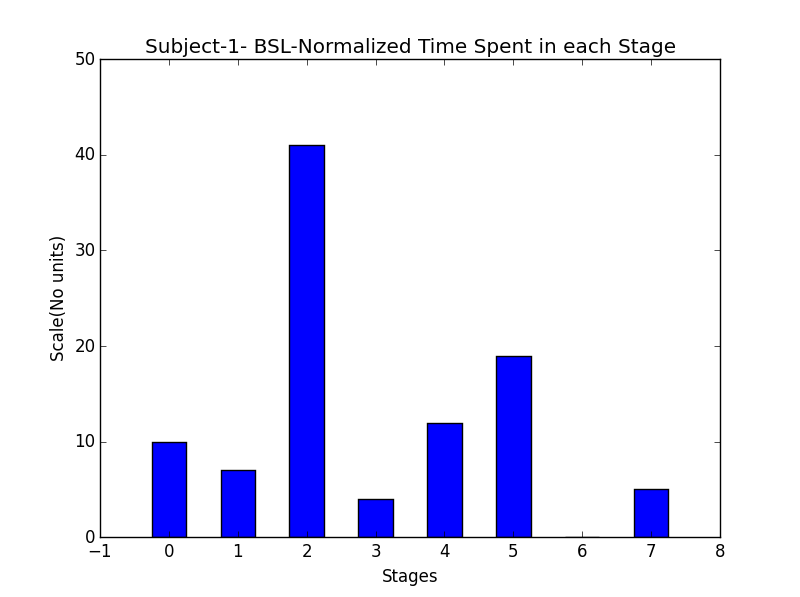 Subject-1- BSL-Normalized Time Spent in each Stage
50
40
30
20
10
0
Scale(No units)
−1 0 1 2 3 4 5 6 7 8
Stages